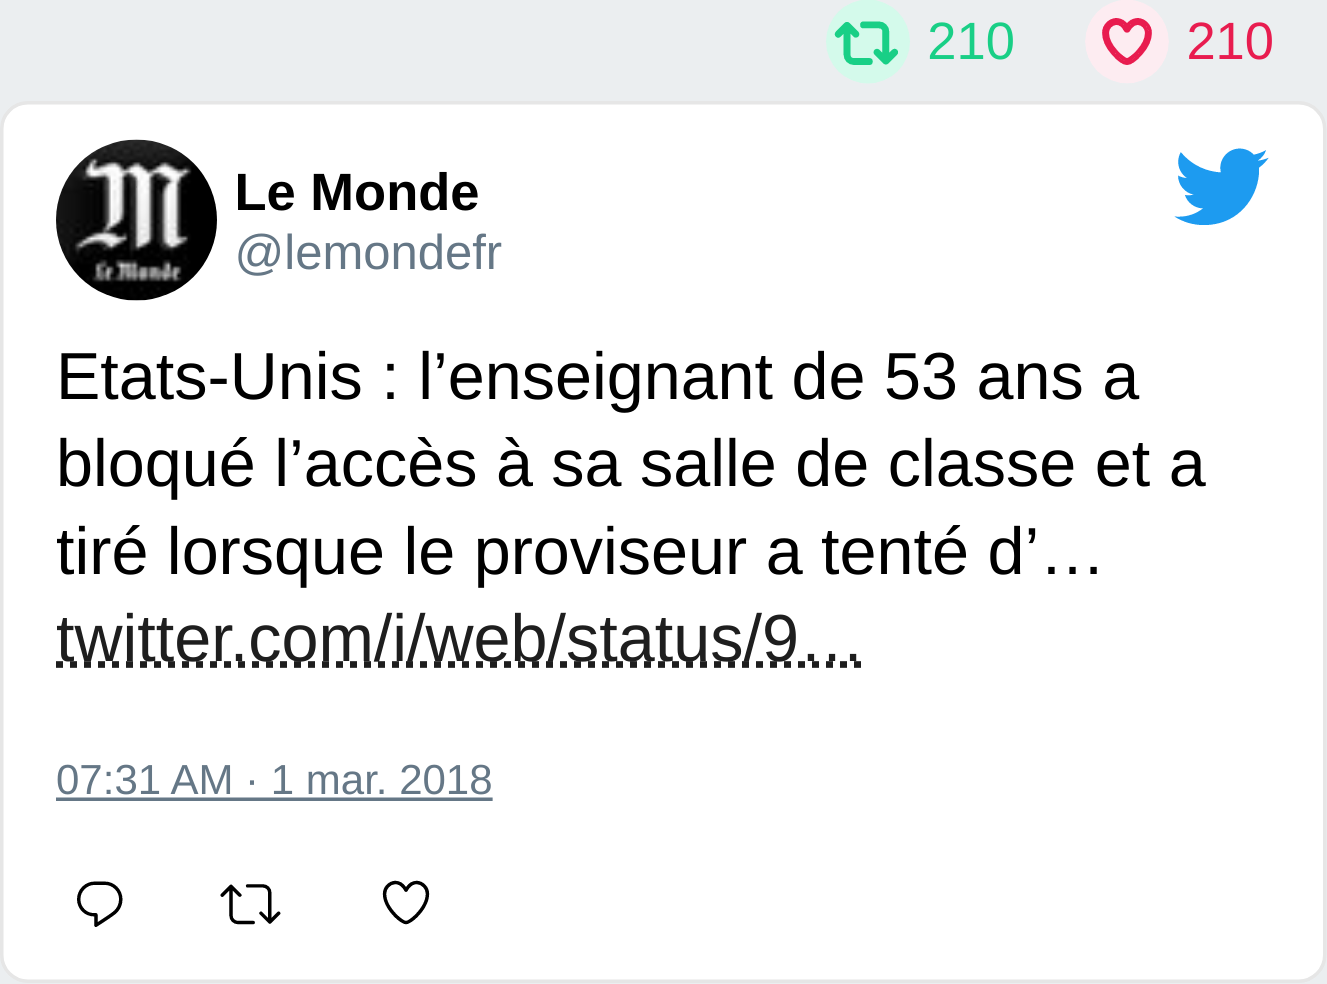 210 210
Le Monde
Le Monde
@lemondefr
Etats-Unis : l’enseignant de 53 ans a
bloqué l’accès à sa salle de classe et a
tiré lorsque le proviseur a tenté d’…
twitter.com/i/web/status/9…
07:31 AM · 1 mar. 2018